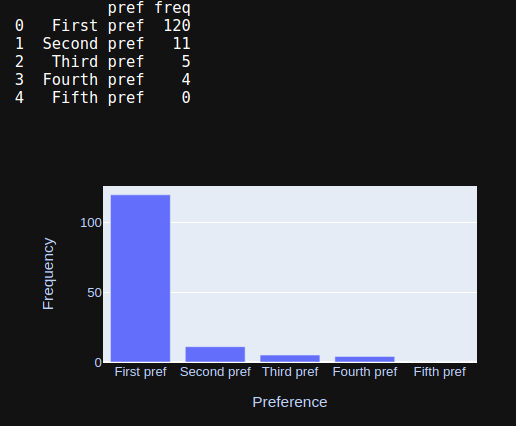 pref freq
0 First pref 120
1 Second pref 11
2 Third pref 5
3 Fourth pref 4
4 Fifth pref 0
100
50
0
Frequency
First pref Second pref Third pref Fourth pref Fifth pref
Preference